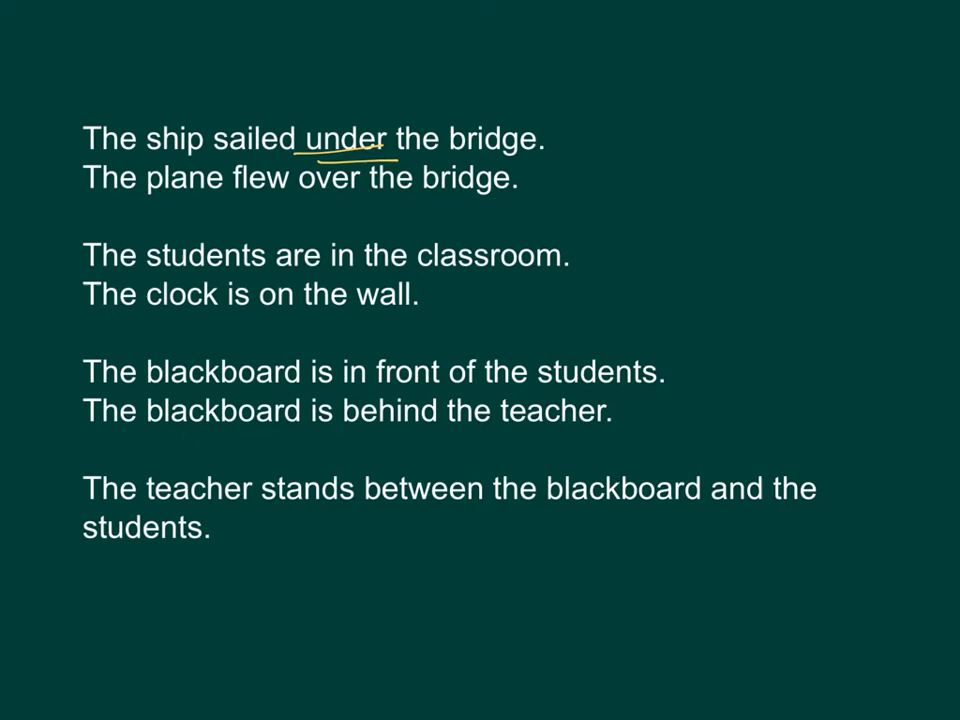 The ship sailed under the bridge.
The plane flew over the bridge.
The students are in the classroom.
The clock is on the wall.
The blackboard is in front of the students.
The blackboard is behind the teacher.
The teacher stands between the blackboard and the
students.